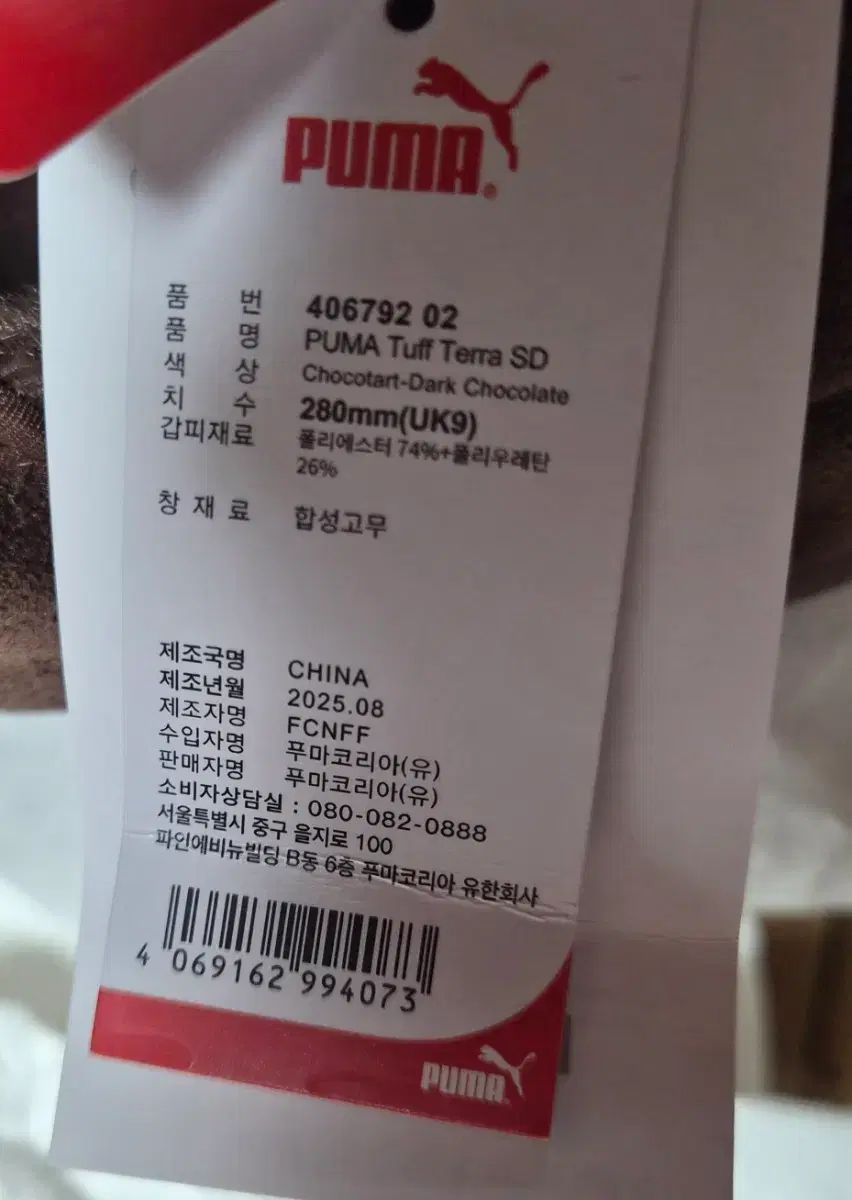 PUMA®
품 번 406792 02
품 명 PUMA Tuff Terra SD
색 상 Chocotart-Dark Chocolate
치 수 280mm(UK9)
갑피재료 폴리에스터 74%+폴리우레탄
26%
창 재 료 합성고무
제조국명 CHINA
제조년월 2025.08
제조자명 FCNFF
수입자명 푸마코리아(유)
판매자명 푸마코리아(유)
소비자상담실 : 080-082-0888
서울특별시 중구 을지로 100
파인에비뉴빌딩 B동 6층 푸마코리아 유한회사
4 069162 994073
PUMA